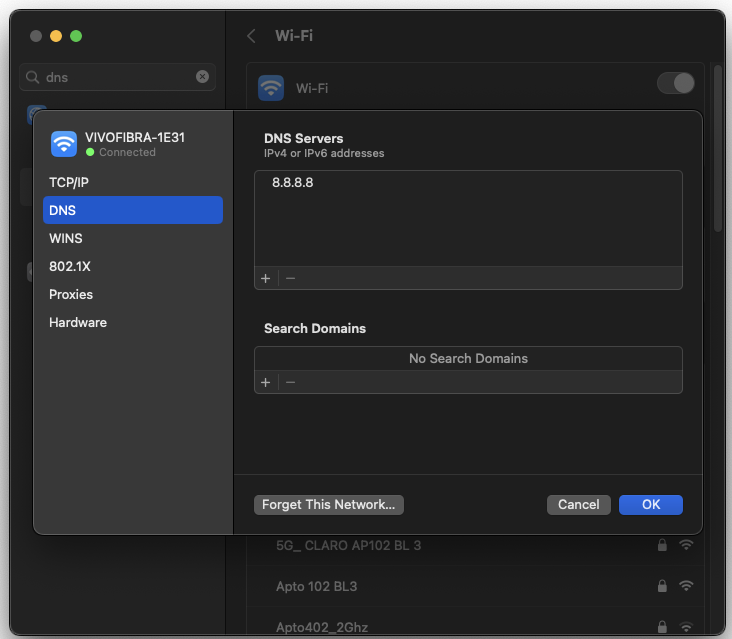 Wi-Fi
dns
Wi-Fi
VIVOFIBRA-1E31
Connected
TCP/IP
DNS
WINS
802.1X
Proxies
Hardware
DNS Servers
IPv4 or IPv6 addresses
8.8.8.8
Search Domains
No Search Domains
Forget This Network...
Cancel
OK
5G_ CLARO AP102 BL 3
Apto 102 BL3
Apto402_2Ghz